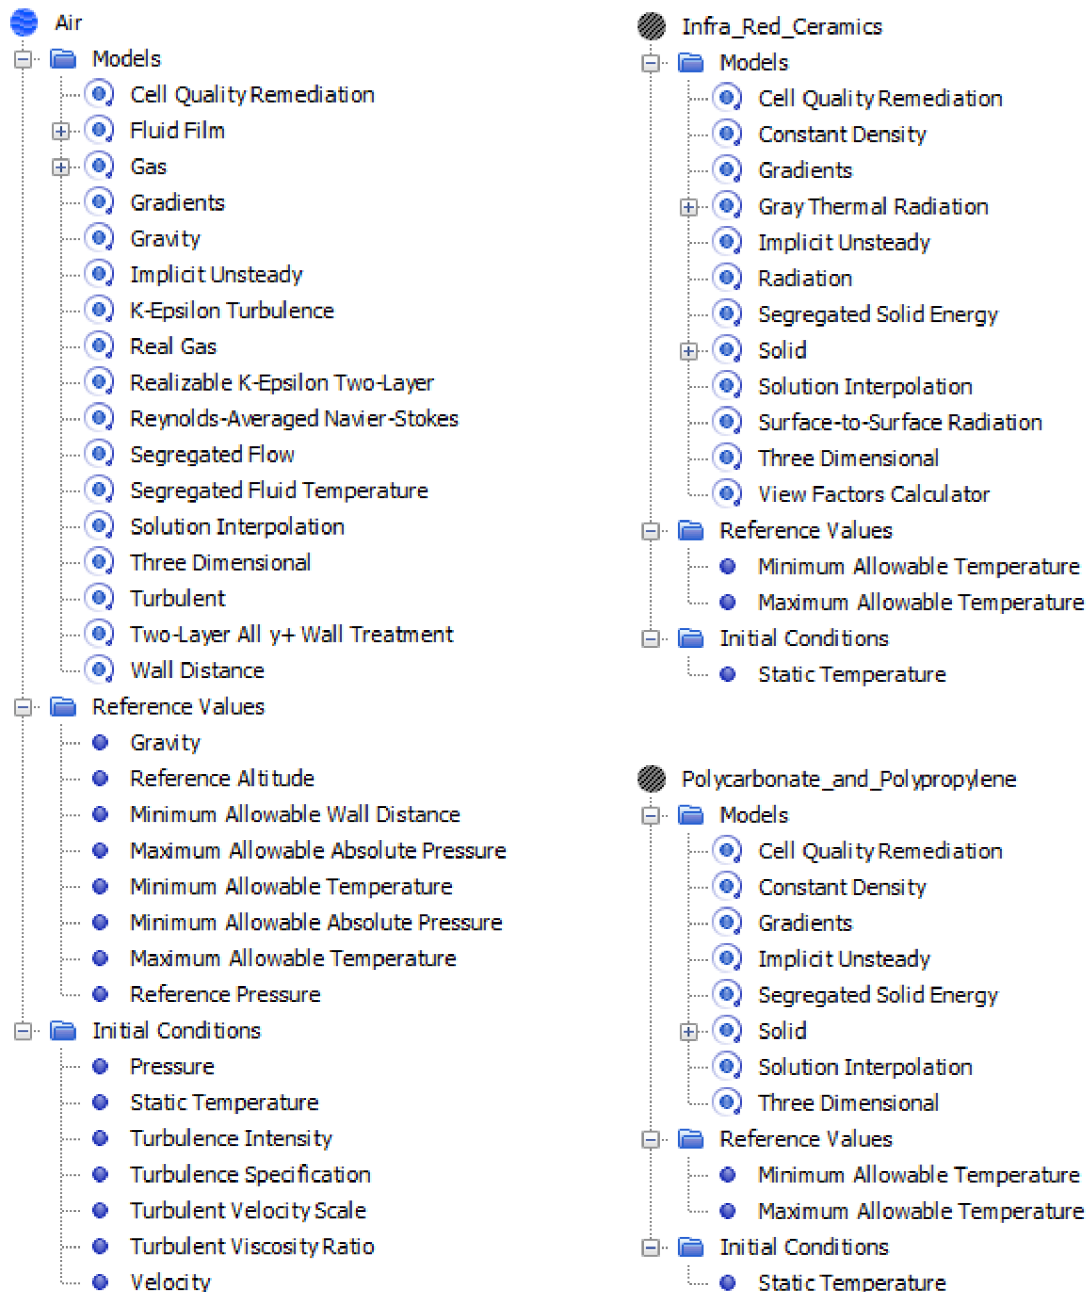 Air
Models
Cell Quality Remediation
Fluid Film
Gas
Gradients
Gravity
Implicit Unsteady
K-Epsilon Turbulence
Real Gas
Realizable K-Epsilon Two-Layer
Reynolds-Averaged Navier-Stokes
Segregated Flow
Segregated Fluid Temperature
Solution Interpolation
Three Dimensional
Turbulent
Two-Layer All y+ Wall Treatment
Wall Distance
Reference Values
Gravity
Reference Altitude
Minimum Allowable Wall Distance
Maximum Allowable Absolute Pressure
Minimum Allowable Temperature
Minimum Allowable Absolute Pressure
Maximum Allowable Temperature
Reference Pressure
Initial Conditions
Pressure
Static Temperature
Turbulence Intensity
Turbulence Specification
Turbulent Velocity Scale
Turbulent Viscosity Ratio
Velocity
Infra_Red_Ceramics
Models
Cell Quality Remediation
Constant Density
Gradients
Gray Thermal Radiation
Implicit Unsteady
Radiation
Segregated Solid Energy
Solid
Solution Interpolation
Surface-to-Surface Radiation
Three Dimensional
View Factors Calculator
Reference Values
Minimum Allowable Temperature
Maximum Allowable Temperature
Initial Conditions
Static Temperature
Polycarbonate_and_Polypropylene
Models
Cell Quality Remediation
Constant Density
Gradients
Implicit Unsteady
Segregated Solid Energy
Solid
Solution Interpolation
Three Dimensional
Reference Values
Minimum Allowable Temperature
Maximum Allowable Temperature
Initial Conditions
Static Temperature